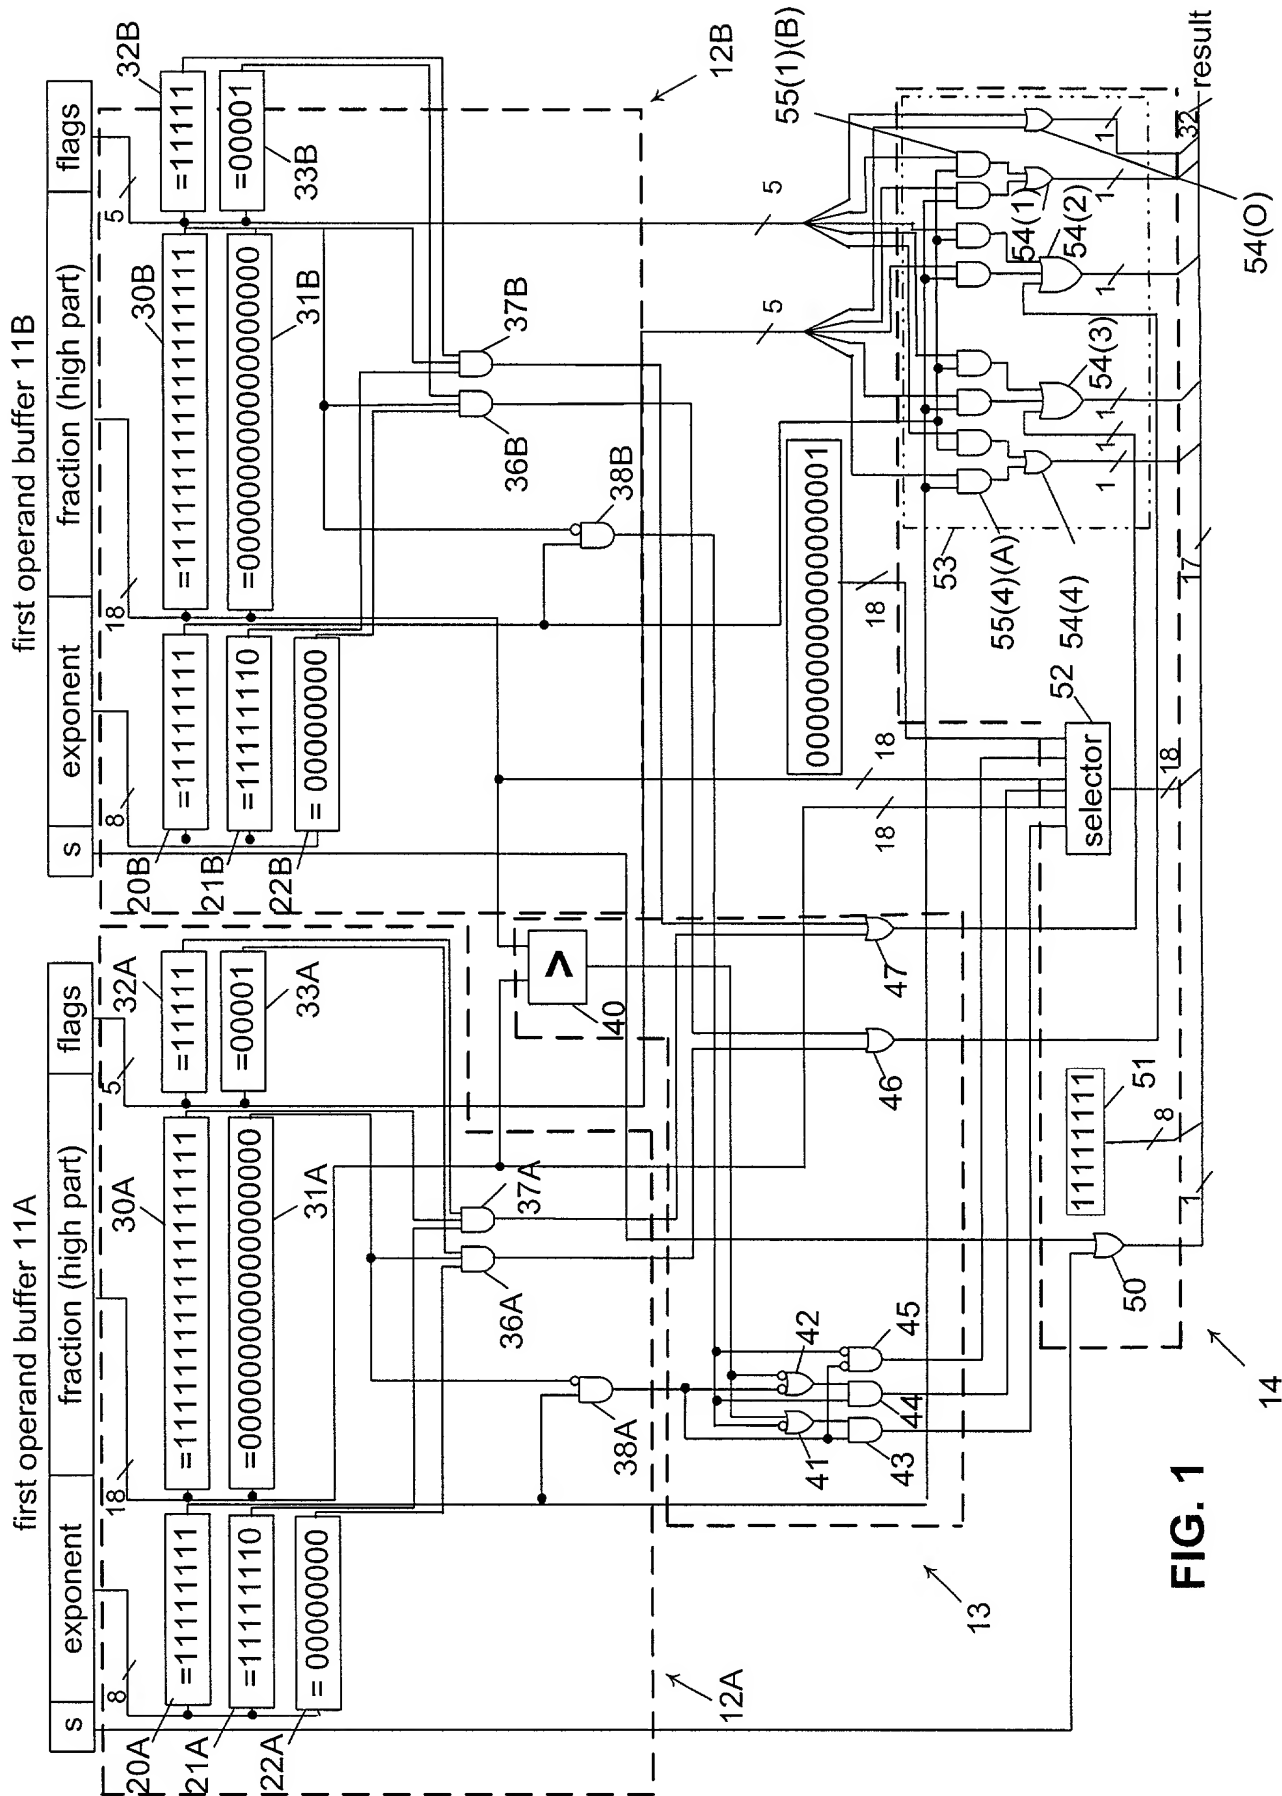 first operand buffer 11A
s
exponent
fraction (high part)
flags
first operand buffer 11B
s
exponent
fraction (high part)
flags
8
18
5
8
18
5
20A
=11111111
30A
=111111111111111111
32A
=11111
20B
=11111111
30B
=111111111111111111
32B
=11111
21A
=11111110
31A
=000000000000000000
33A
=00001
21B
=11111110
31B
=000000000000000000
33B
=00001
22A
= 00000000
22B
= 00000000
36A
37A
36B
37B
38A
38B
>
40
12A
12B
41
42
43
44
45
46
47
13
18
18
18
000000000000000001
5
5
53
55(4)(A)
54(4)
54(3)
54(2)
54(1)
55(1)(B)
54(O)
50
11111111
51
selector
52
1
8
18
17
1
1
1
1
1
1
32
result
14
FIG. 1